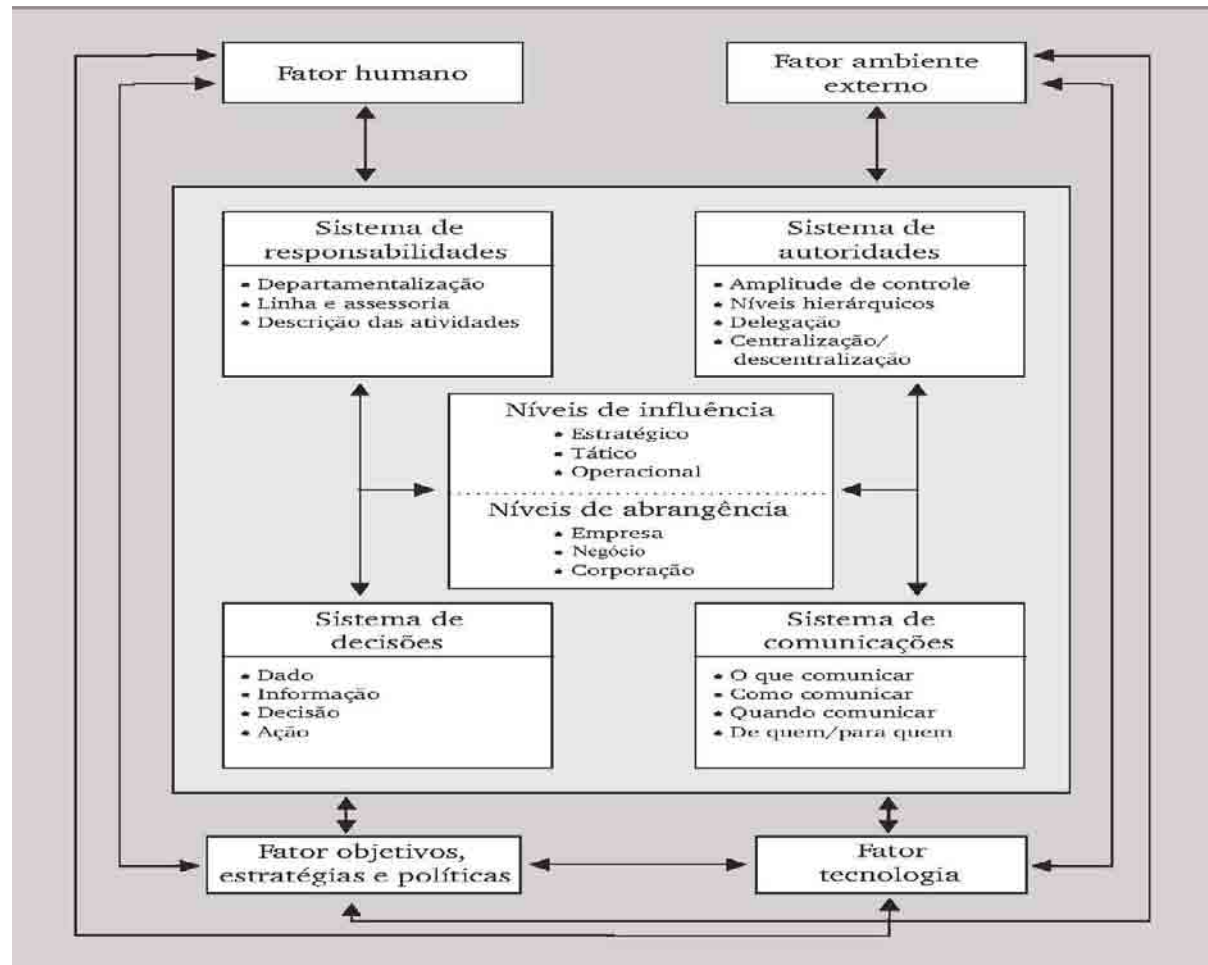 Fator humano
Fator ambiente
externo
Sistema de
responsabilidades
• Departamentalização
• Linha e assessoria
• Descrição das atividades
Sistema de
autoridades
• Amplitude de controle
• Níveis hierárquicos
• Delegação
• Centralização/
descentralização
Níveis de influência
• Estratégico
• Tático
• Operacional
Níveis de abrangência
• Empresa
• Negócio
• Corporação
Sistema de
decisões
• Dado
• Informação
• Decisão
• Ação
Sistema de
comunicações
• O que comunicar
• Como comunicar
• Quando comunicar
• De quem/para quem
Fator objetivos,
estratégias e políticas
Fator
tecnologia